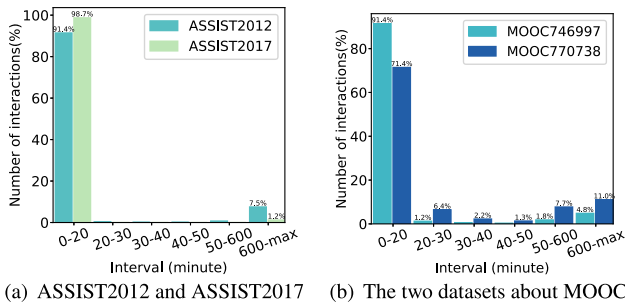 100
80
60
40
20
0
Number of interactions(%)
91.4%
98.7%
7.5%
1.2%
ASSIST2012
ASSIST2017
0-20
20-30
30-40
40-50
50-600
600-max
Interval (minute)
(a) ASSIST2012 and ASSIST2017
80
60
40
20
0
Number of interactions(%)
91.4%
71.4%
1.2%
6.4%
2.2%
1.3%
1.8%
7.7%
4.8%
11.0%
MOOC746997
MOOC770738
0-20
20-30
30-40
40-50
50-600
600-max
Interval (minute)
(b) The two datasets about MOOC